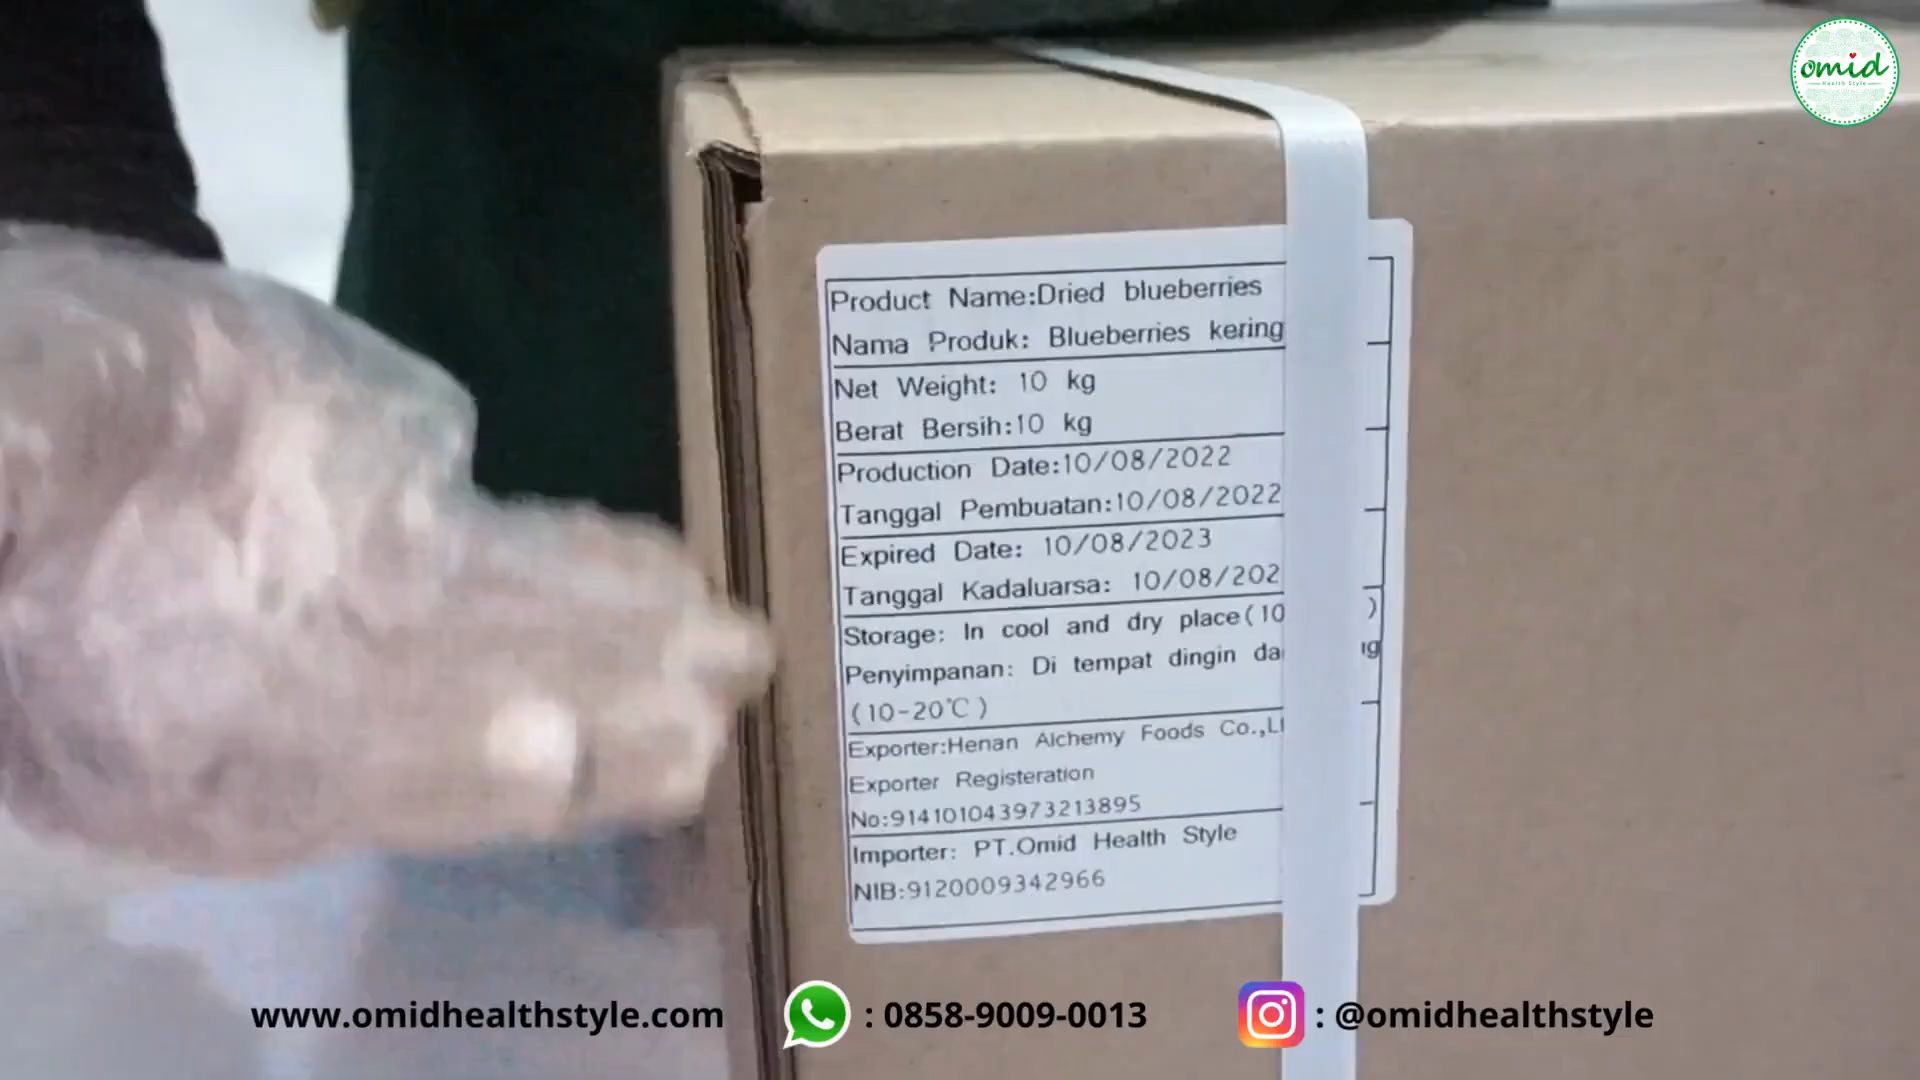 omid
Health Style
Product Name:Dried blueberries
Nama Produk: Blueberries kering
Net Weight: 10 kg
Berat Bersih:10 kg
Production Date:10/08/2022
Tanggal Pembuatan:10/08/2022
Expired Date: 10/08/2023
Tanggal Kadaluarsa: 10/08/202
Storage: In cool and dry place(10 )
Penyimpanan: Di tempat dingin da
(10-20℃)
Exporter:Henan Alchemy Foods Co.,
Exporter Registeration
No:914101043973213895
Importer: PT.Omid Health Style
NIB:9120009342966
www.omidhealthstyle.com : 0858-9009-0013 : @omidhealthstyle